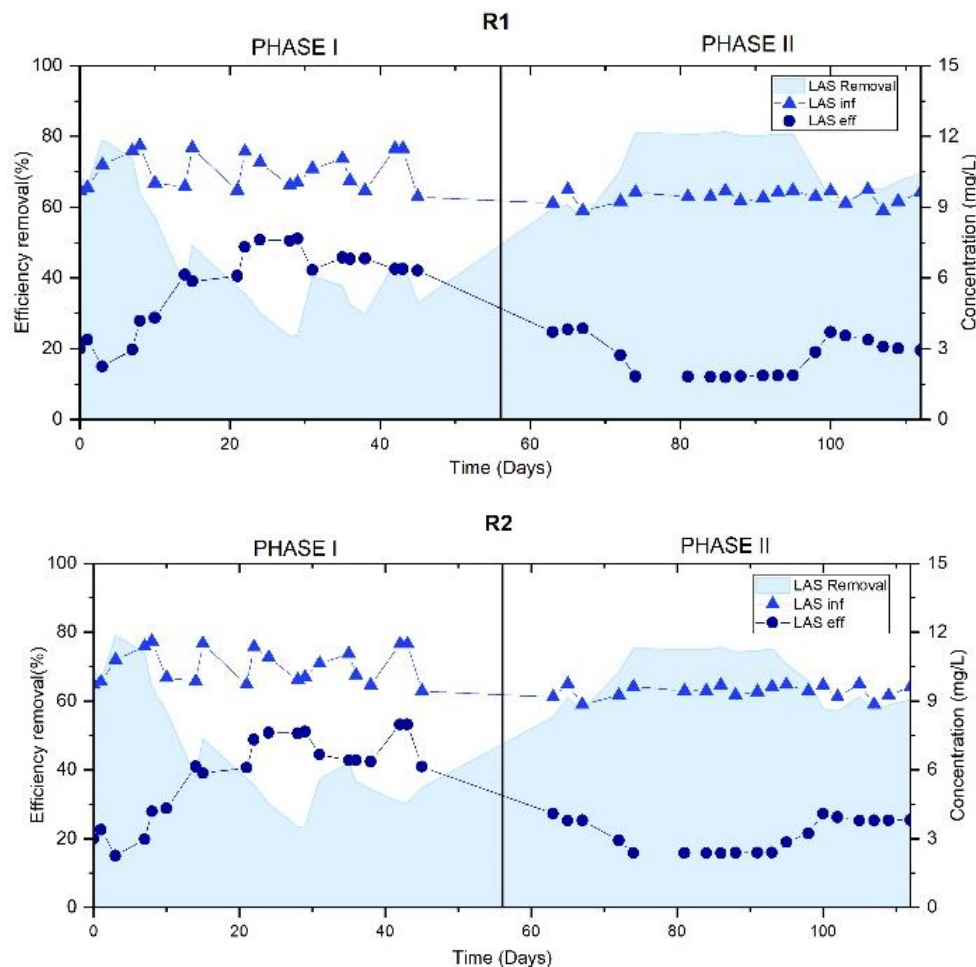 R1
PHASE I PHASE II
100 15
LAS Removal
LAS inf
LAS eff
80 12
60 9
40 6
20 3
0 0
Efficiency removal(%)
Concentration (mg/L)
0 20 40 60 80 100
Time (Days)
R2
PHASE I PHASE II
100 15
LAS Removal
LAS inf
LAS eff
80 12
60 9
40 6
20 3
0 0
Efficiency removal(%)
Concentration (mg/L)
0 20 40 60 80 100
Time (Days)